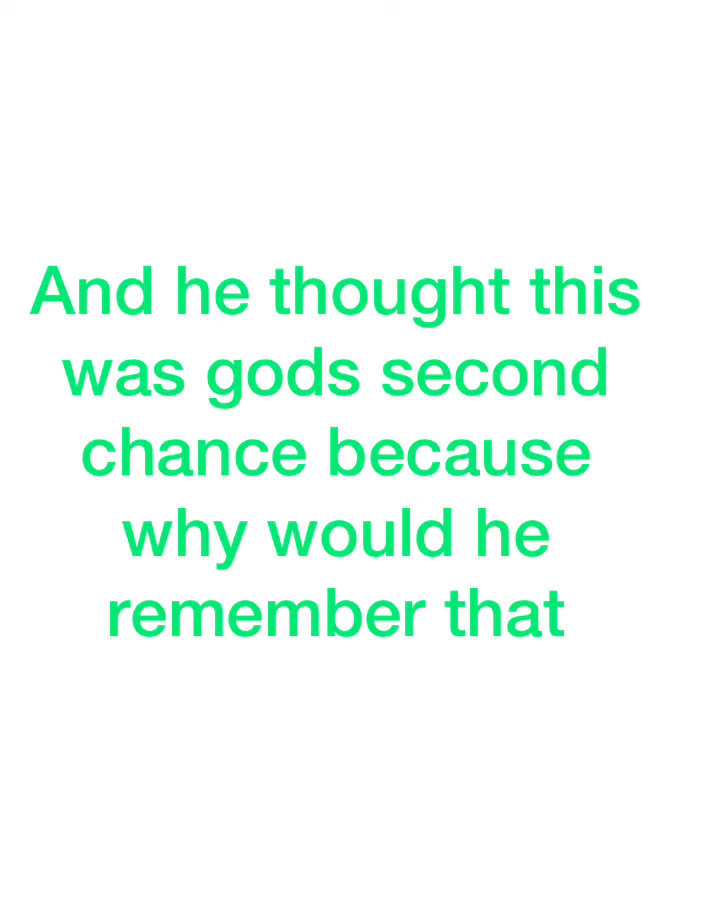 And he thought this
was gods second
chance because
why would he
remember that